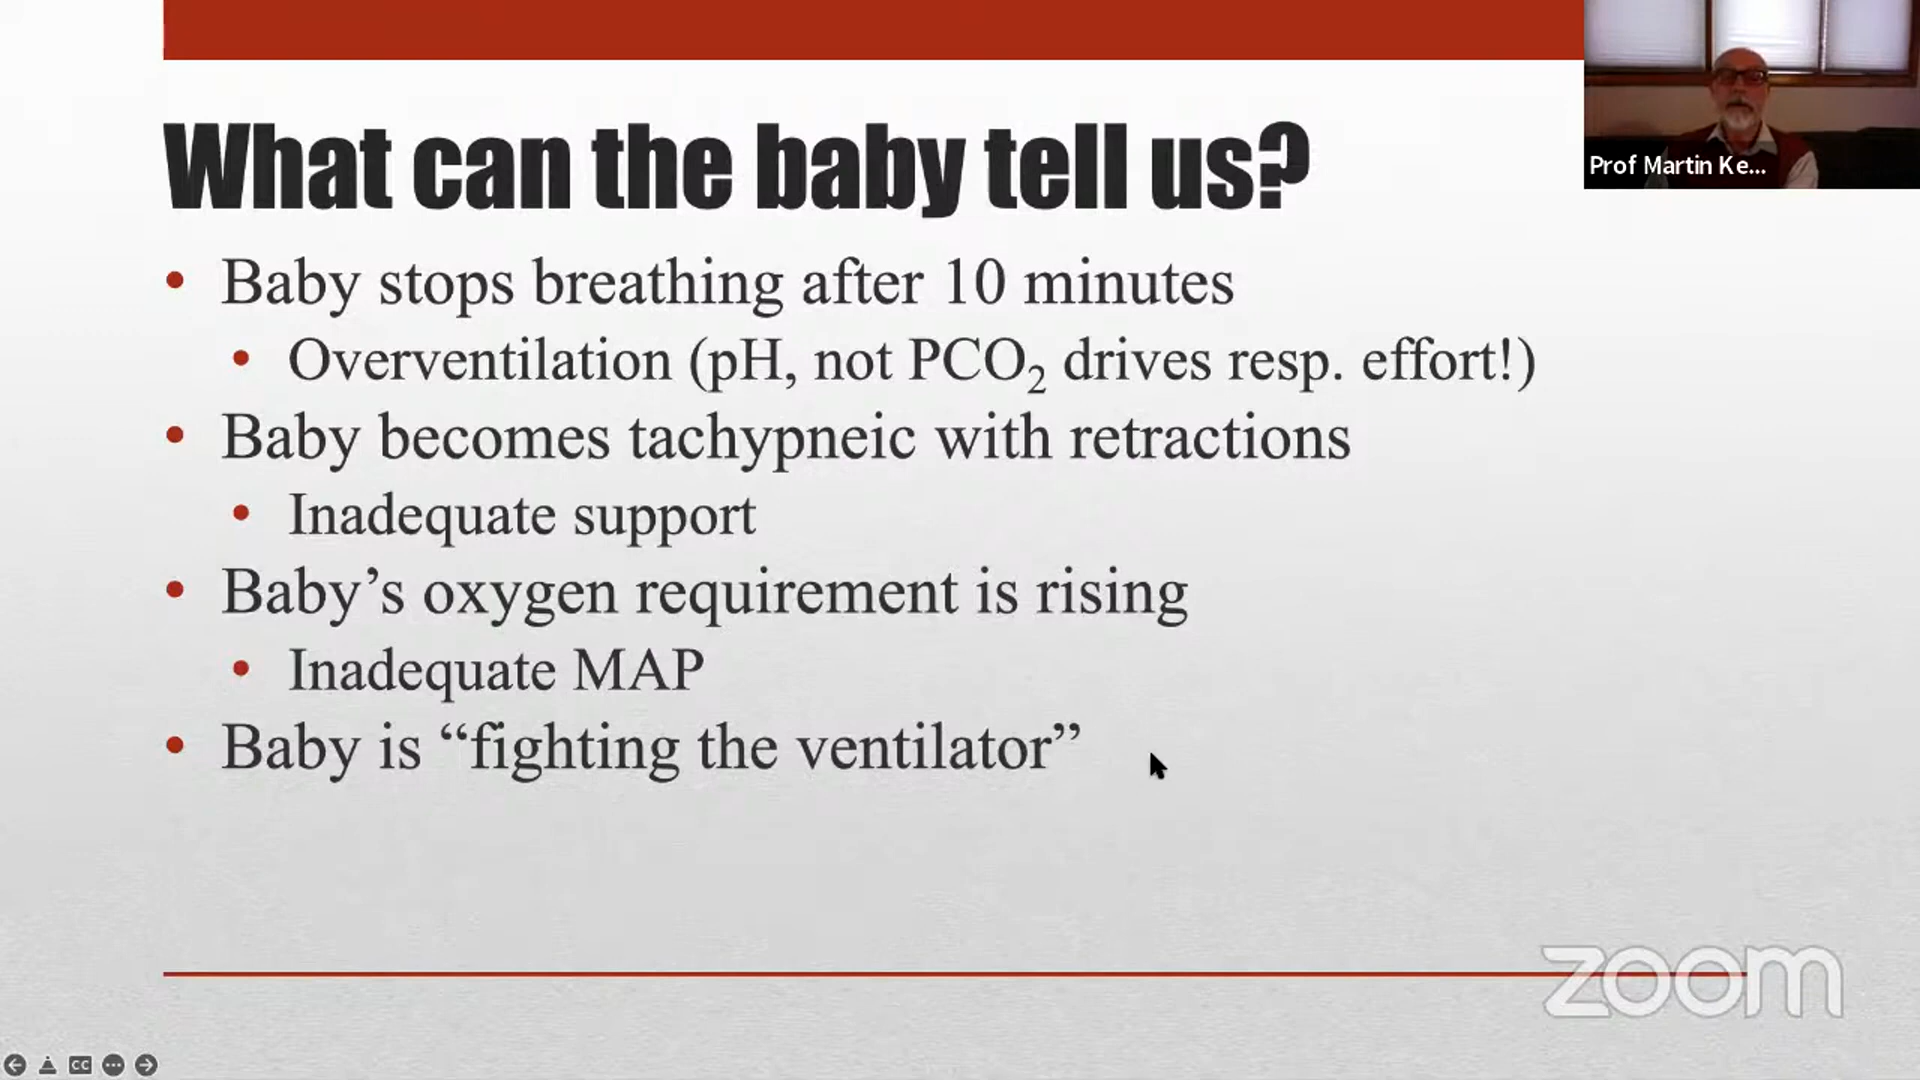 What can the baby tell us?
Prof Martin Ke...
• Baby stops breathing after 10 minutes
• Overventilation (pH, not PCO₂ drives resp. effort!)
• Baby becomes tachypneic with retractions
• Inadequate support
• Baby’s oxygen requirement is rising
• Inadequate MAP
• Baby is “fighting the ventilator”
zoom
CC